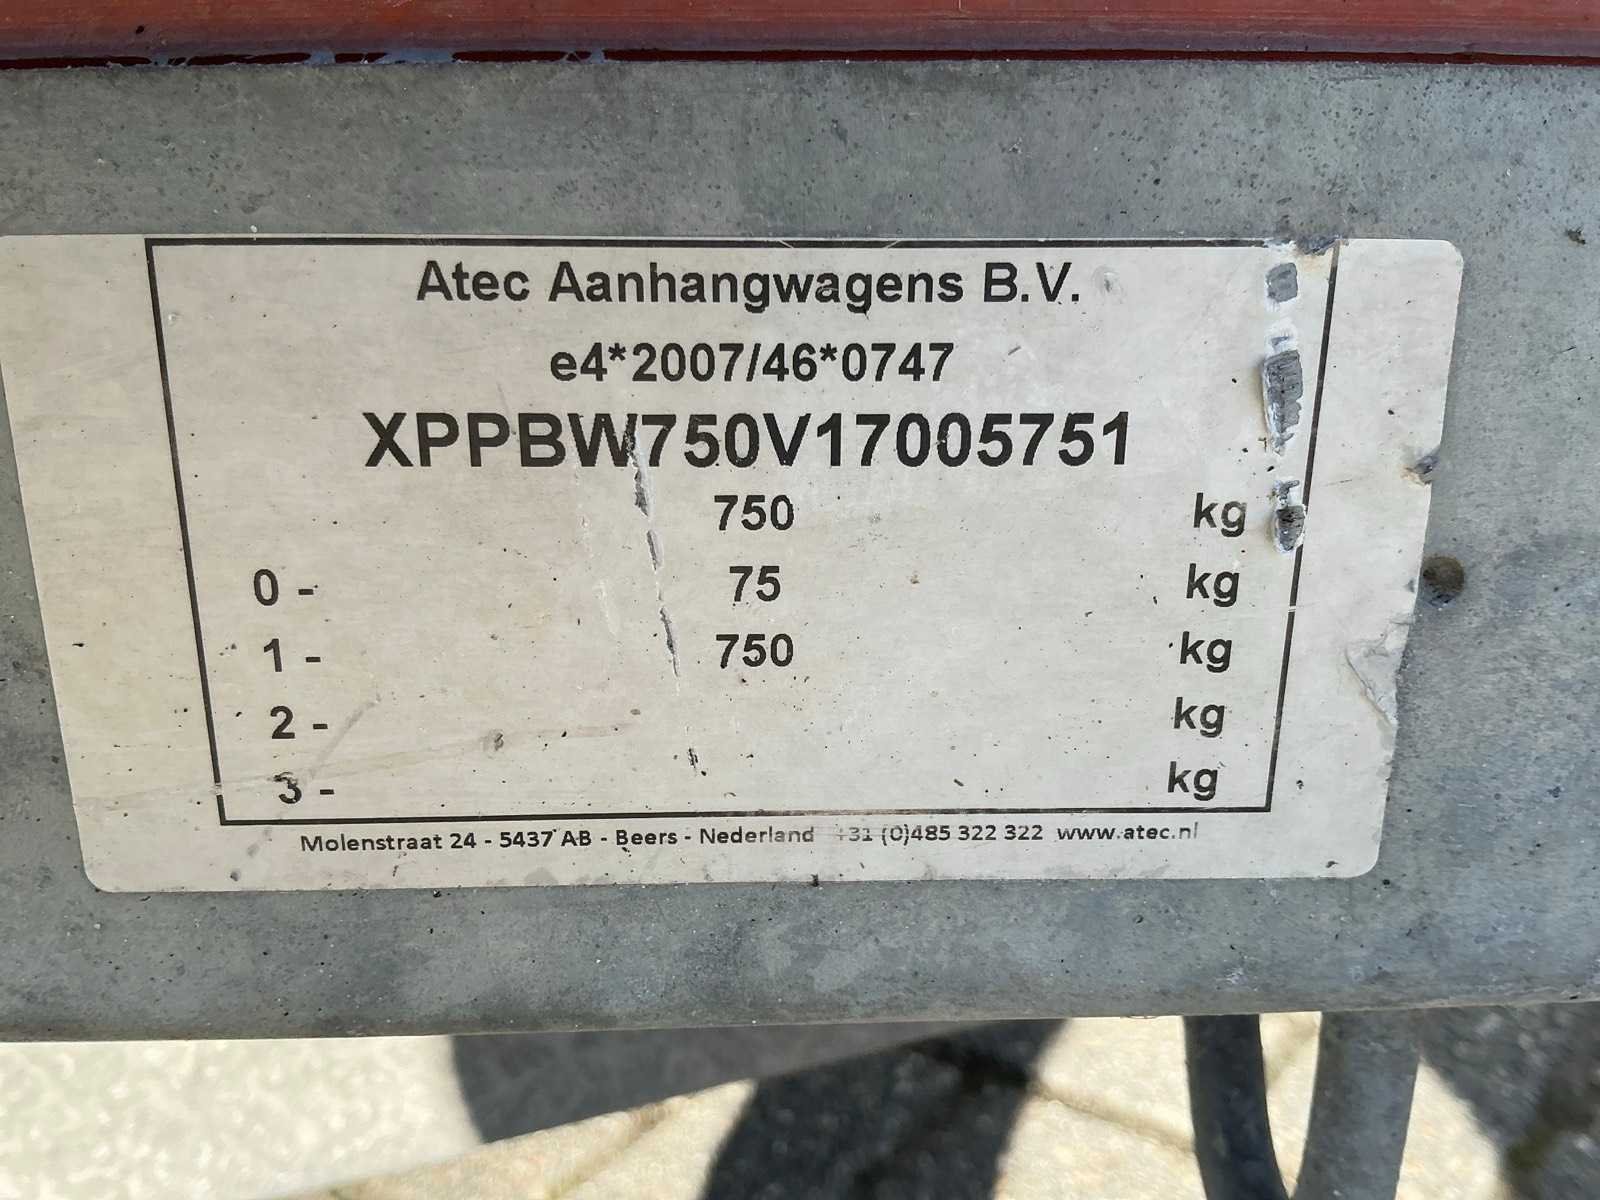 Atec Aanhangwagens B.V.
e4*2007/46*0747
XPPBW750V17005751
750 kg
0 - 75 kg
1 - 750 kg
2 - kg
3 - kg
Molenstraat 24 - 5437 AB - Beers - Nederland +31 (0)485 322 322 www.atec.nl